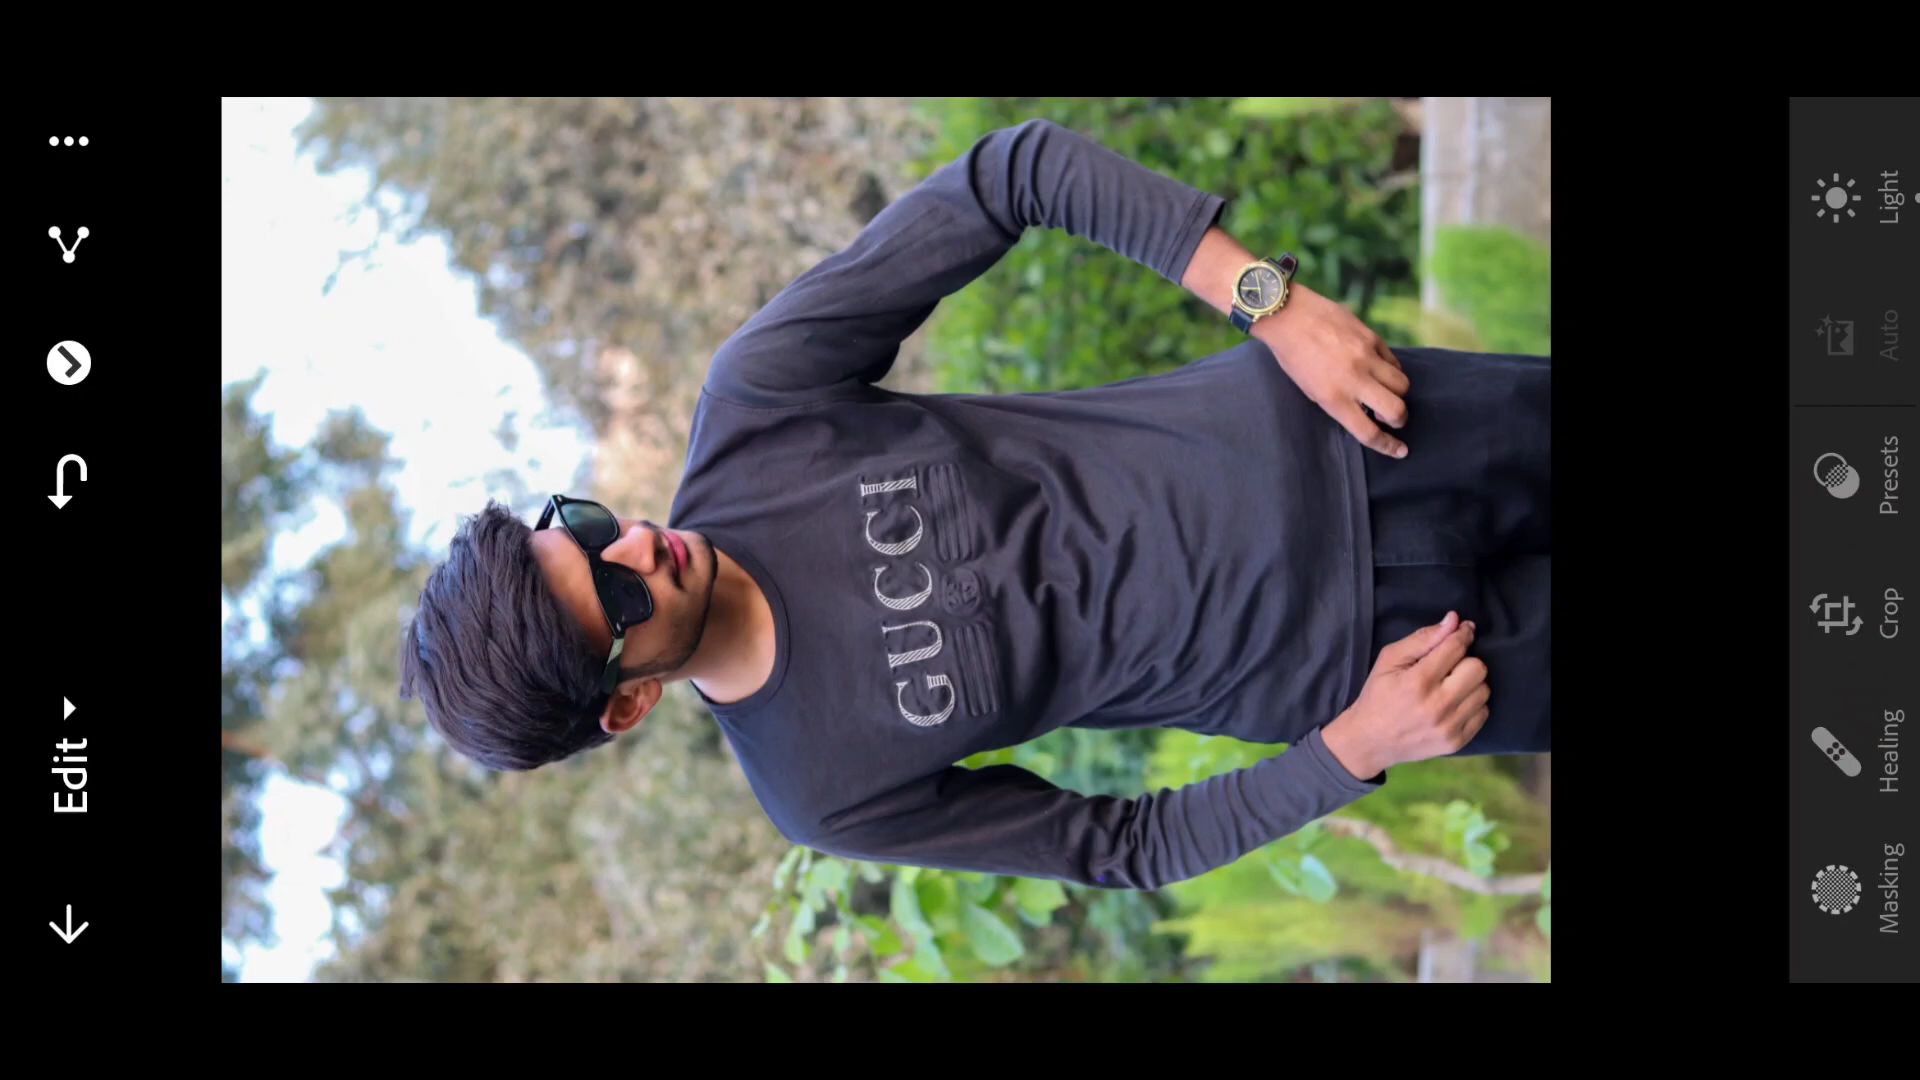 Edit
GUCCI
Masking
Healing
Crop
Presets
Auto
Light